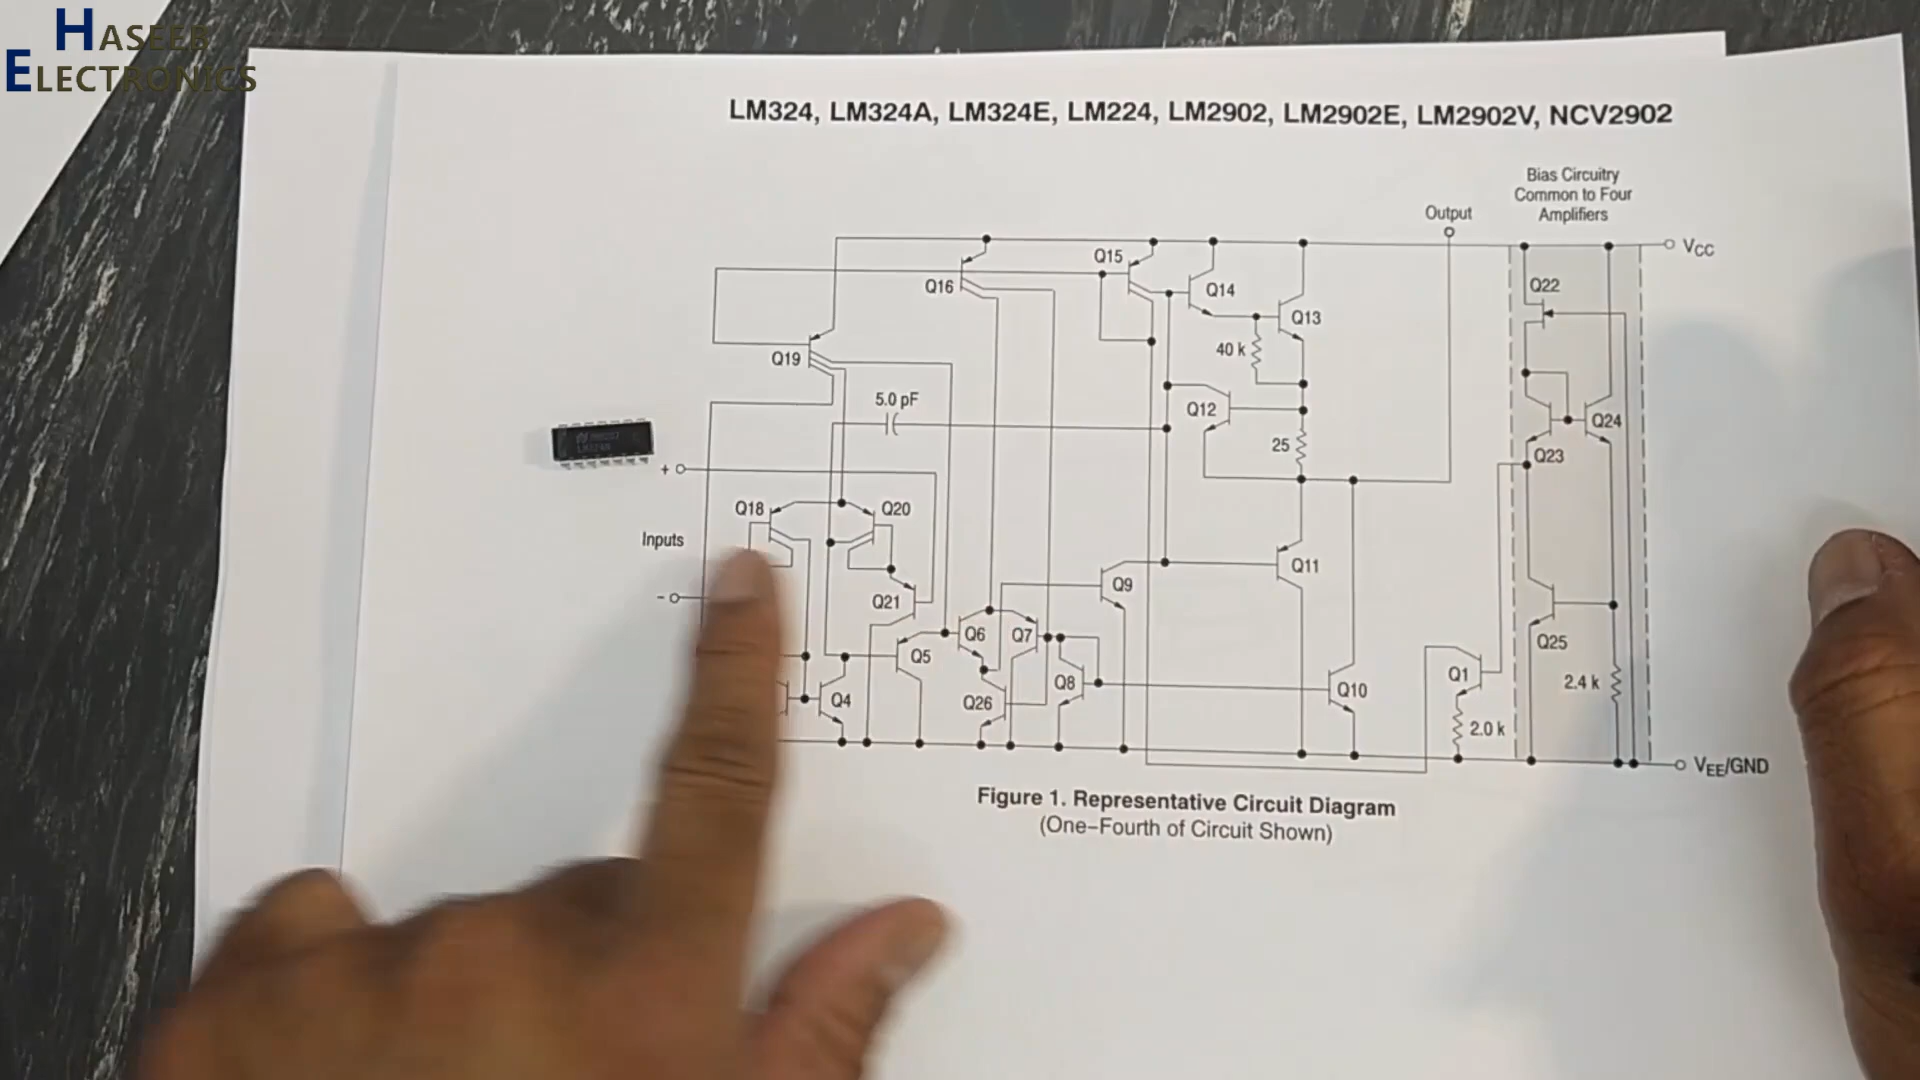 HASEEB
ELECTRONICS
LM324, LM324A, LM324E, LM224, LM2902, LM2902E, LM2902V, NCV2902
Bias Circuitry
Common to Four
Amplifiers
Output
VCC
Q15
Q16
Q14
Q22
Q13
40 k
Q19
5.0 pF
Q12
Q24
25
Q23
+
Q18
Q20
Inputs
Q11
Q9
-
Q21
Q6
Q7
Q25
Q5
Q8
Q1
2.4 k
Q4
Q26
Q10
2.0 k
VEE/GND
Figure 1. Representative Circuit Diagram
(One–Fourth of Circuit Shown)